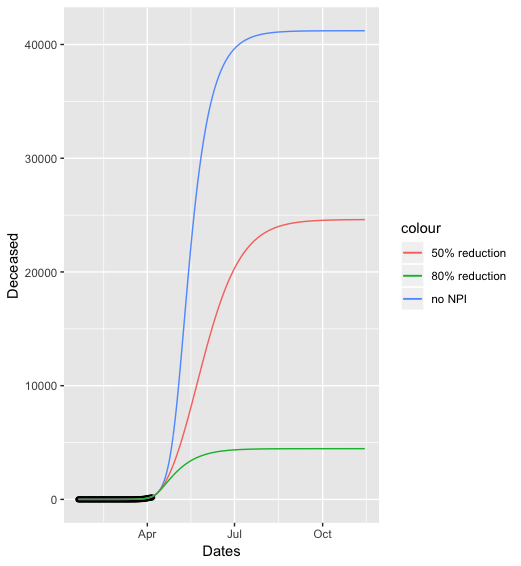 40000
30000
20000
10000
0
Deceased
Apr
Jul
Oct
Dates
colour
50% reduction
80% reduction
no NPI